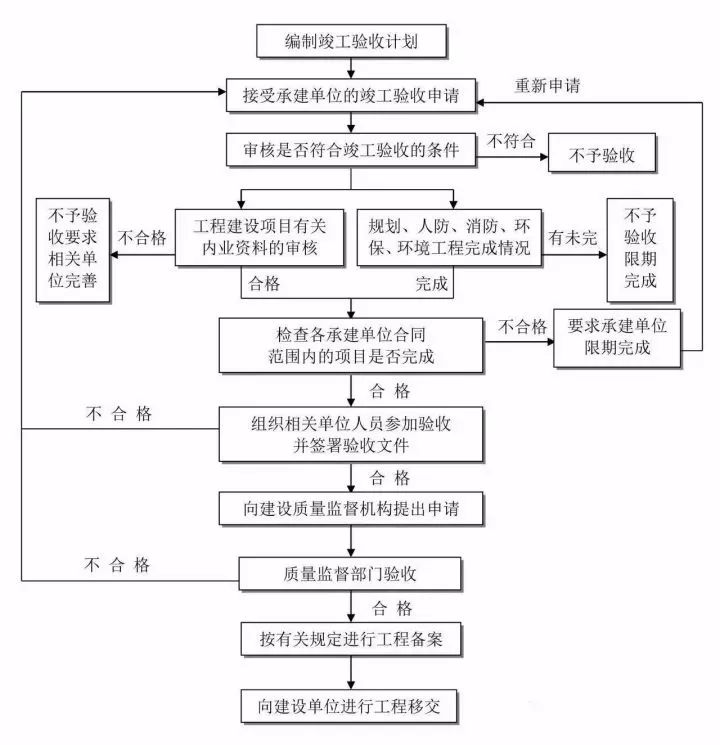 编制竣工验收计划
接受承建单位的竣工验收申请
重新申请
审核是否符合竣工验收的条件
不符合
不予验收
不予验
收要求
相关单
位完善
不合格
工程建设项目有关
内业资料的审核
规划、人防、消防、环
保、环境工程完成情况
有未完
不予
验收
限期
完成
合格
完成
检查各承建单位合同
范围内的项目是否完成
不合格
要求承建单位
限期完成
合 格
不 合 格
组织相关单位人员参加验收
并签署验收文件
合 格
向建设质量监督机构提出申请
不 合 格
质量监督部门验收
合 格
按有关规定进行工程备案
向建设单位进行工程移交